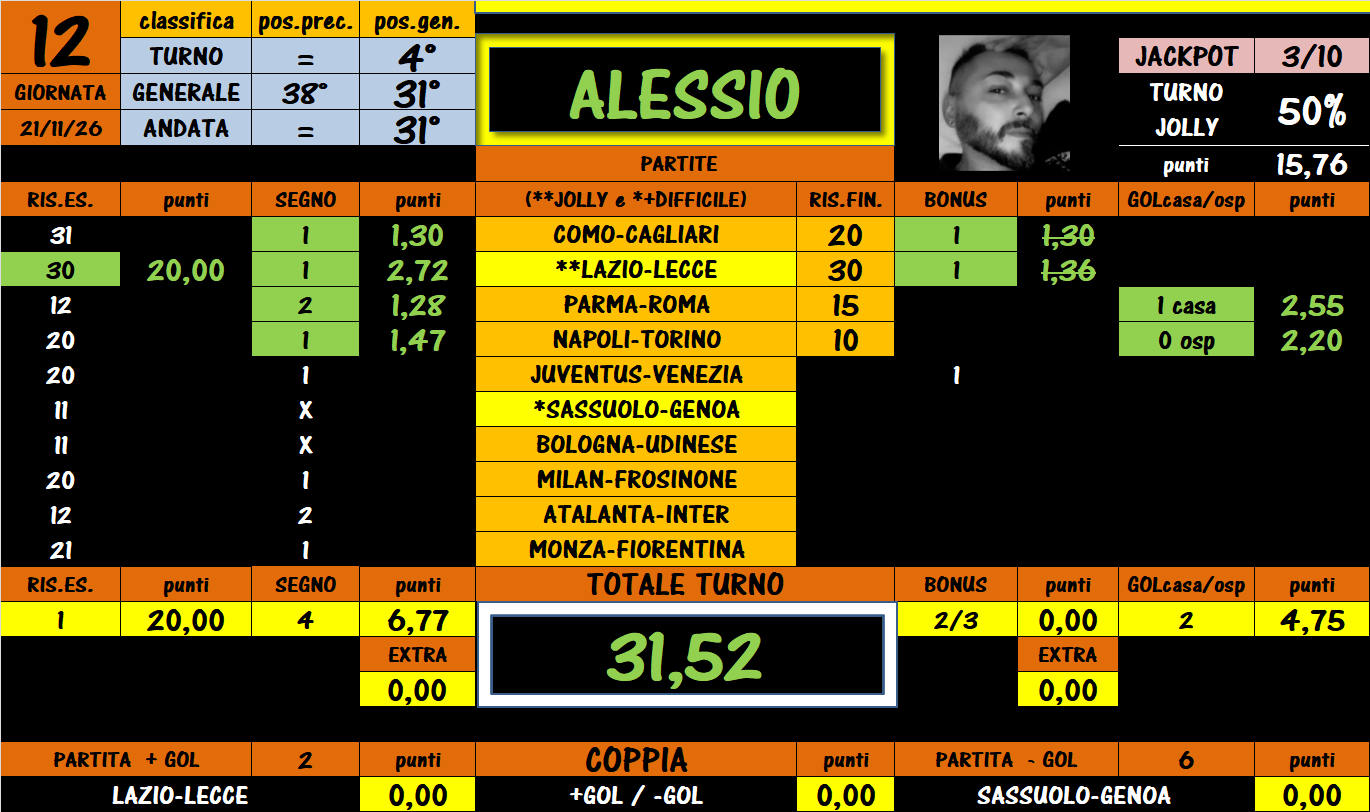 12 classifica pos.prec. pos.gen.
TURNO = 4°
GIORNATA GENERALE 38° 31°
21/11/26 ANDATA = 31°
ALESSIO
JACKPOT 3/10
TURNO JOLLY 50%
punti 15,76
PARTITE
RIS.ES. punti SEGNO punti (**JOLLY e *+DIFFICILE) RIS.FIN. BONUS punti GOLcasa/osp punti
31 1 1,30 COMO-CAGLIARI 20 1 1,30
30 20,00 1 2,72 **LAZIO-LECCE 30 1 1,36
12 2 1,28 PARMA-ROMA 15 1 casa 2,55
20 1 1,47 NAPOLI-TORINO 10 0 osp 2,20
20 1 JUVENTUS-VENEZIA 1
11 X *SASSUOLO-GENOA
11 X BOLOGNA-UDINESE
20 1 MILAN-FROSINONE
12 2 ATALANTA-INTER
21 1 MONZA-FIORENTINA
RIS.ES. punti SEGNO punti TOTALE TURNO BONUS punti GOLcasa/osp punti
1 20,00 4 6,77 31,52 2/3 0,00 2 4,75
EXTRA EXTRA
0,00 0,00
PARTITA + GOL 2 punti COPPIA punti PARTITA - GOL 6 punti
LAZIO-LECCE 0,00 +GOL / -GOL 0,00 SASSUOLO-GENOA 0,00